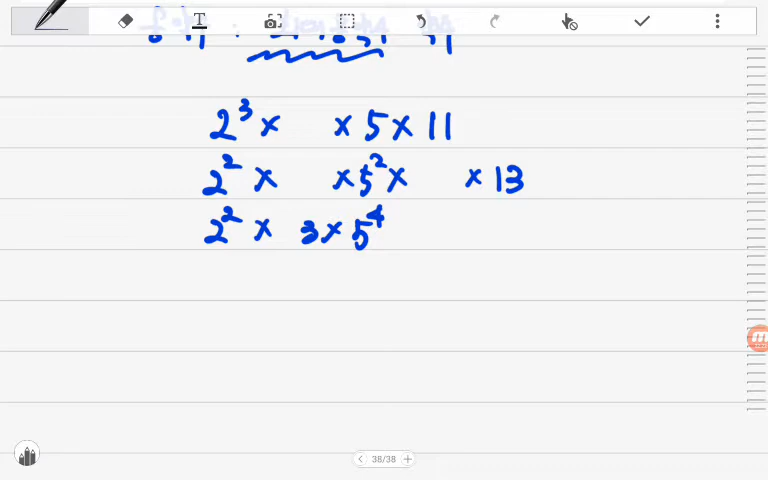 2³ × × 5 × 11
2² × × 5² × × 13
2² × 3 × 5⁴
38/38